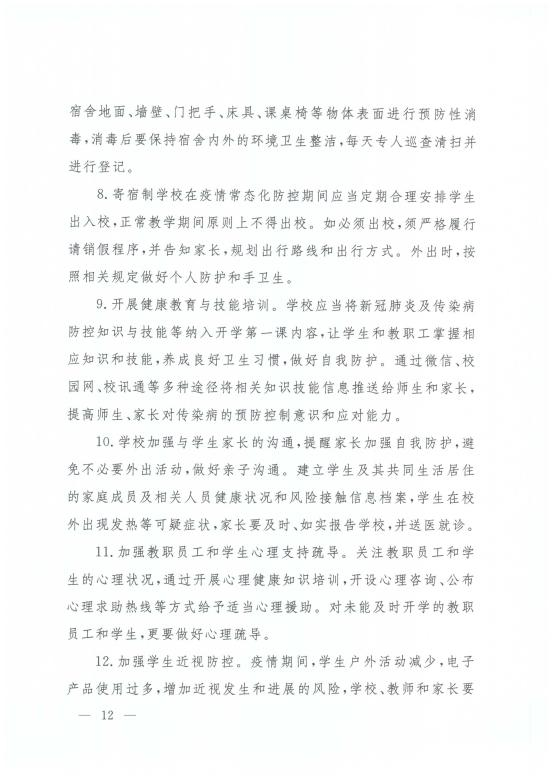 宿舍地面、墙壁、门把手、床具、课桌椅等物体表面进行预防性消
毒,消毒后要保持宿舍内外的环境卫生整洁,每天专人巡查清扫并
进行登记。
8.寄宿制学校在疫情常态化防控期间应当定期合理安排学生
出入校,正常教学期间原则上不得出校。如必须出校,须严格履行
请销假程序,并告知家长,规划出行路线和出行方式。外出时,按
照相关规定做好个人防护和手卫生。
9.开展健康教育与技能培训。学校应当将新冠肺炎及传染病
防控知识与技能等纳入开学第一课内容,让学生和教职工掌握相
应知识和技能,养成良好卫生习惯,做好自我防护。通过微信、校
园网、校讯通等多种途径将相关知识技能信息推送给师生和家长,
提高师生、家长对传染病的预防控制意识和应对能力。
10.学校加强与学生家长的沟通,提醒家长加强自我防护,避
免不必要外出活动,做好亲子沟通。建立学生及其共同生活居住
的家庭成员及相关人员健康状况和风险接触信息档案,学生在校
外出现发热等可疑症状,家长要及时、如实报告学校,并送医就诊。
11.加强教职员工和学生心理支持疏导。关注教职员工和学
生的心理状况,通过开展心理健康知识培训,开设心理咨询、公布
心理求助热线等方式给予适当心理援助。对未能及时开学的教职
员工和学生,更要做好心理疏导。
12.加强学生近视防控。疫情期间,学生户外活动减少,电子
产品使用过多,增加近视发生和进展的风险,学校、教师和家长要
— 12 —